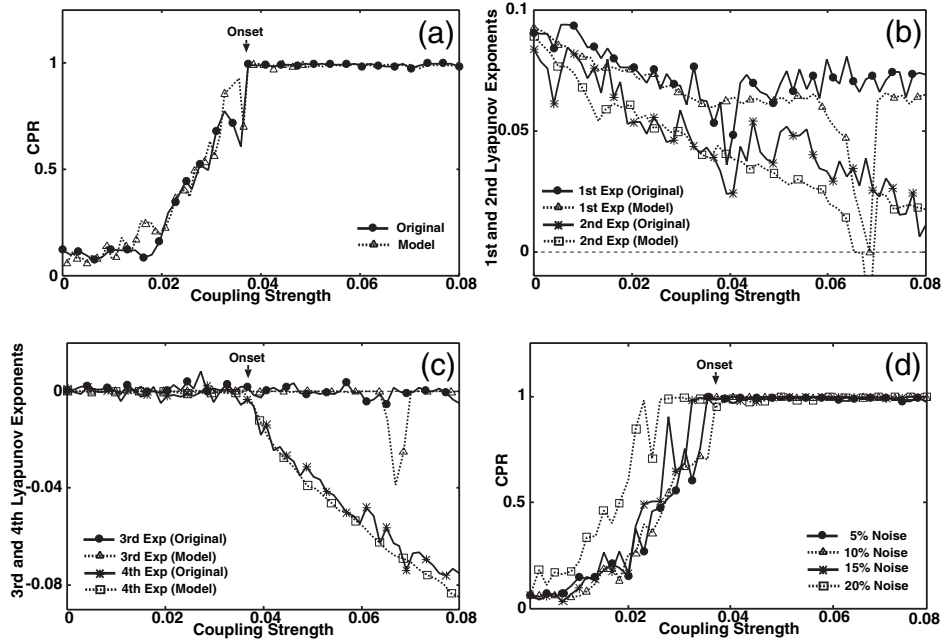 (a)
Onset
1
0.5
0
CPR
Original
Model
0 0.02 0.04 0.06 0.08
Coupling Strength
(b)
0.1
0.05
0
1st and 2nd Lyapunov Exponents
1st Exp (Original)
1st Exp (Model)
2nd Exp (Original)
2nd Exp (Model)
0 0.02 0.04 0.06 0.08
Coupling Strength
(c)
Onset
0
-0.04
-0.08
3rd and 4th Lyapunov Exponents
3rd Exp (Original)
3rd Exp (Model)
4th Exp (Original)
4th Exp (Model)
0 0.02 0.04 0.06 0.08
Coupling Strength
(d)
Onset
1
0.5
0
CPR
5% Noise
10% Noise
15% Noise
20% Noise
0.02 0.04 0.06 0.08
Coupling Strength